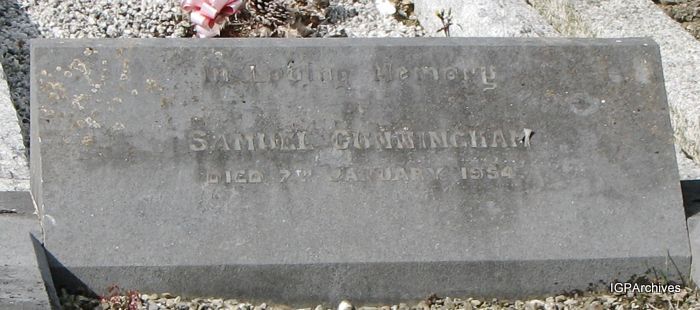 In Loving Memory
of
SAMUEL CUNNINGHAM
DIED 7TH JANUARY 1954.
IGPArchives